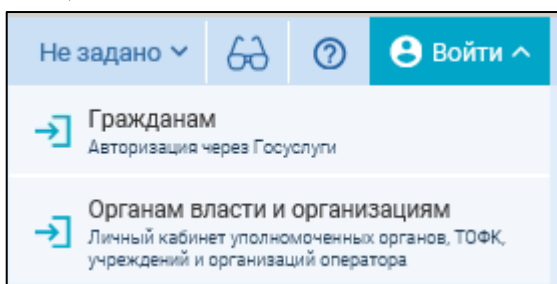 Не задано
Войти
Гражданам
Авторизация через Госуслуги
Органам власти и организациям
Личный кабинет уполномоченных органов, ТОФК,
учреждений и организаций оператора